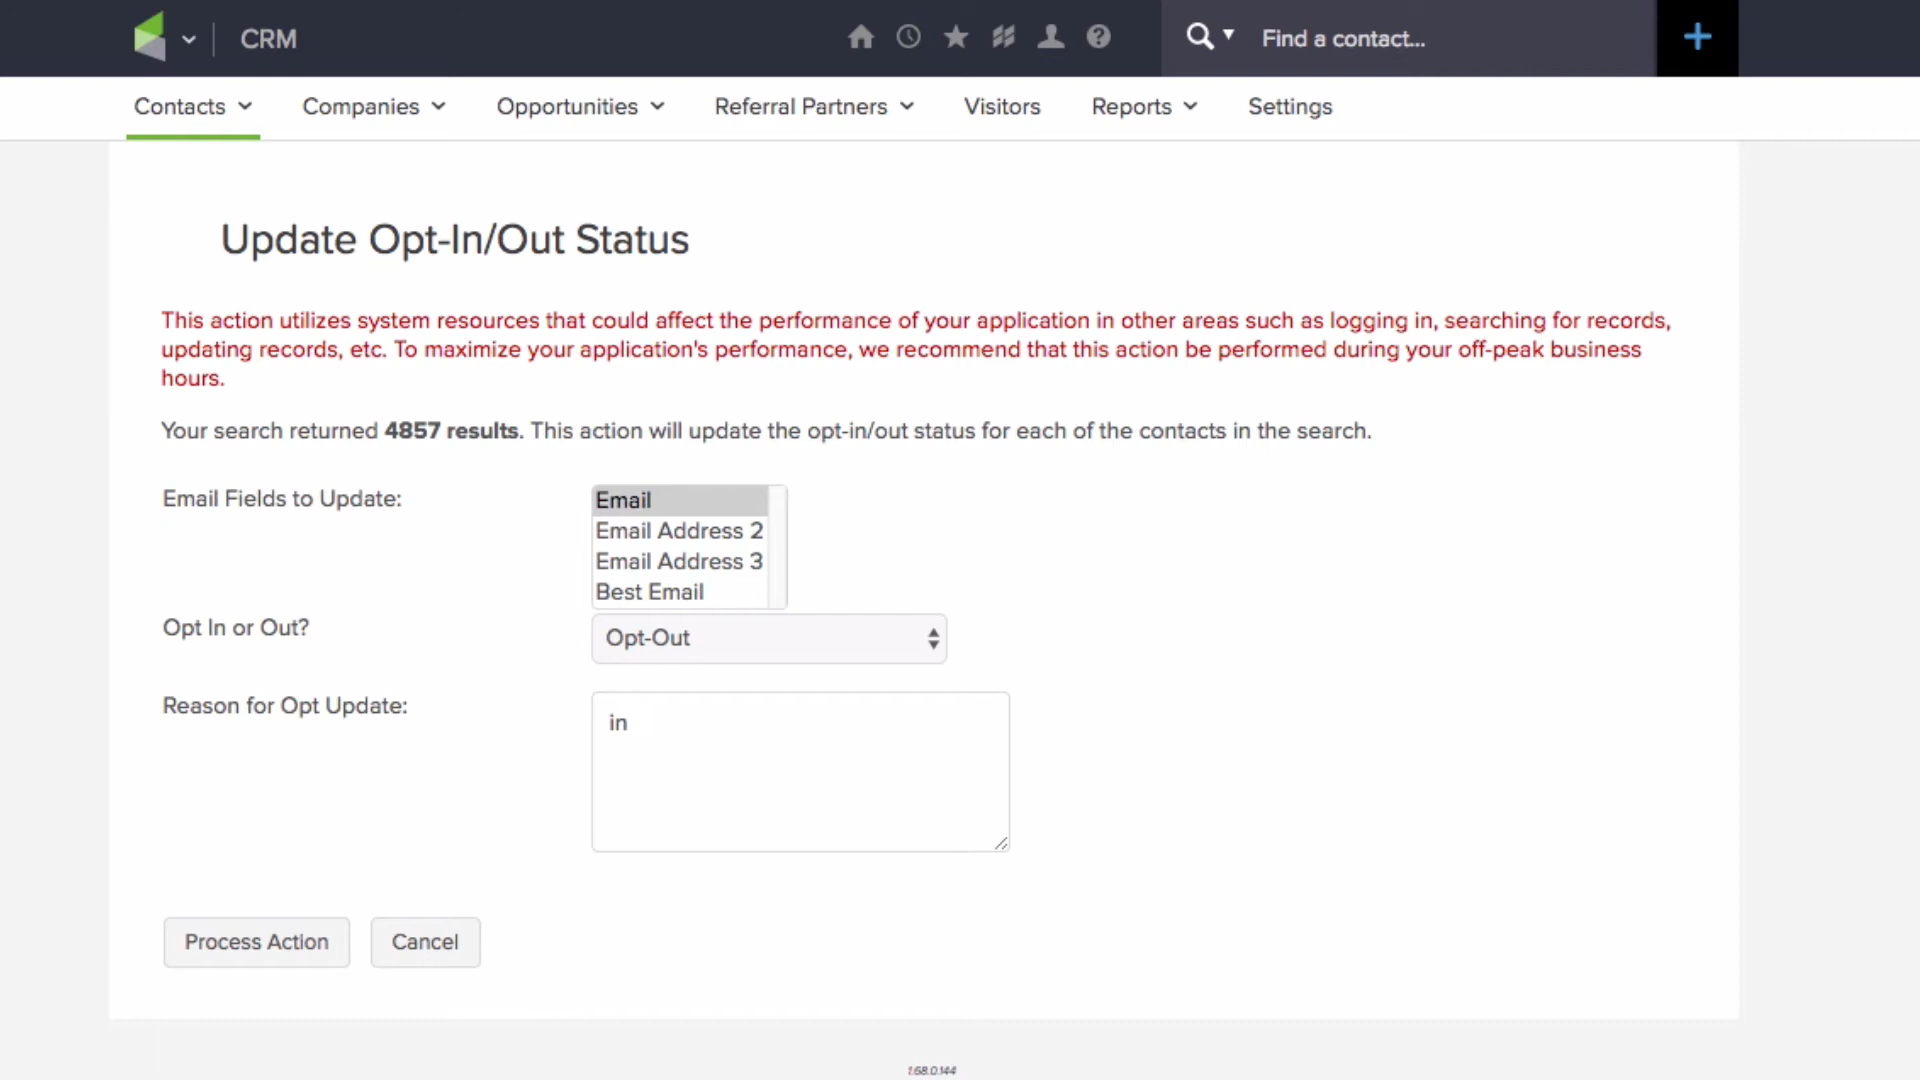 CRM
Find a contact...
Contacts
Companies
Opportunities
Referral Partners
Visitors
Reports
Settings
Update Opt-In/Out Status
This action utilizes system resources that could affect the performance of your application in other areas such as logging in, searching for records,
updating records, etc. To maximize your application's performance, we recommend that this action be performed during your off-peak business
hours.
Your search returned 4857 results. This action will update the opt-in/out status for each of the contacts in the search.
Email Fields to Update:
Email
Email Address 2
Email Address 3
Best Email
Opt In or Out?
Opt-Out
Reason for Opt Update:
in
Process Action
Cancel
1.68.0.144